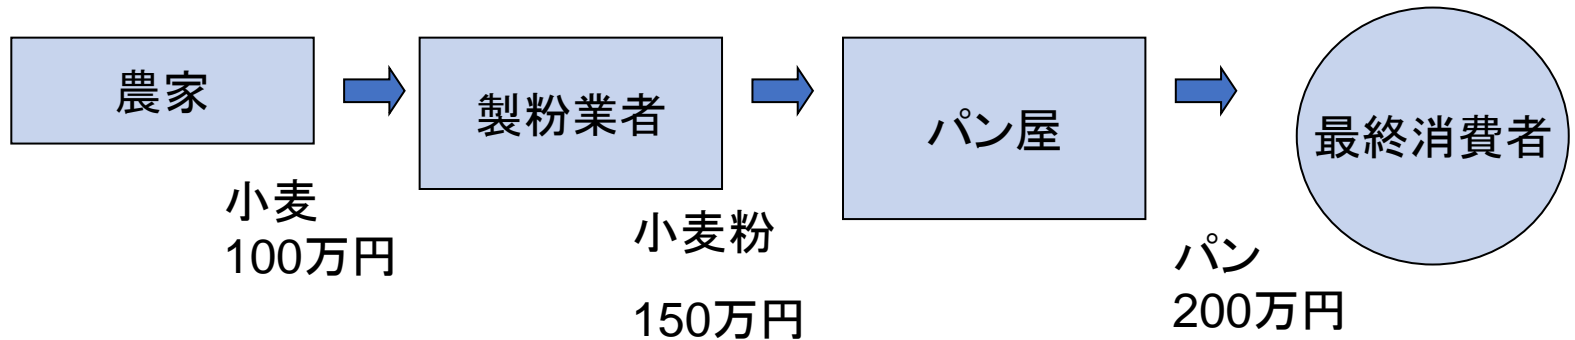 農家
製粉業者
パン屋
最終消費者
小麦
100万円
小麦粉
150万円
パン
200万円